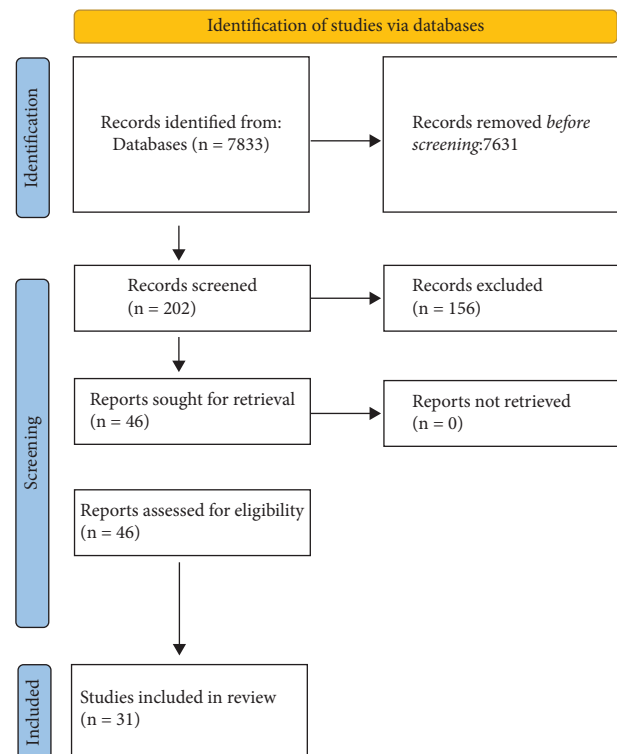 Identification of studies via databases
Identification
Records identified from:
Databases (n = 7833)
Records removed before
screening:7631
Screening
Records screened
(n = 202)
Records excluded
(n = 156)
Reports sought for retrieval
(n = 46)
Reports not retrieved
(n = 0)
Reports assessed for eligibility
(n = 46)
Included
Studies included in review
(n = 31)